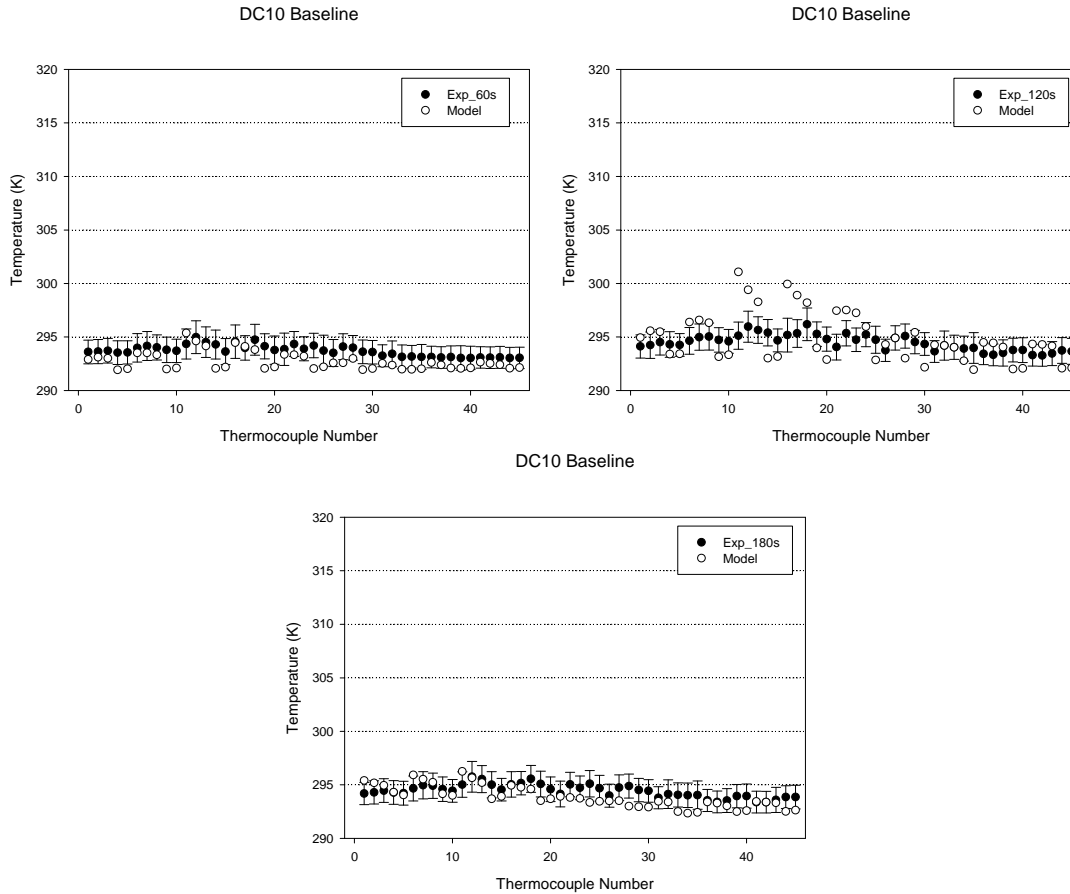 DC10 Baseline
320
315
310
305
300
295
290
Temperature (K)
0
10
20
30
40
Thermocouple Number
Exp_60s
Model
DC10 Baseline
320
315
310
305
300
295
290
Temperature (K)
0
10
20
30
40
Thermocouple Number
Exp_120s
Model
DC10 Baseline
320
315
310
305
300
295
290
Temperature (K)
0
10
20
30
40
Thermocouple Number
Exp_180s
Model